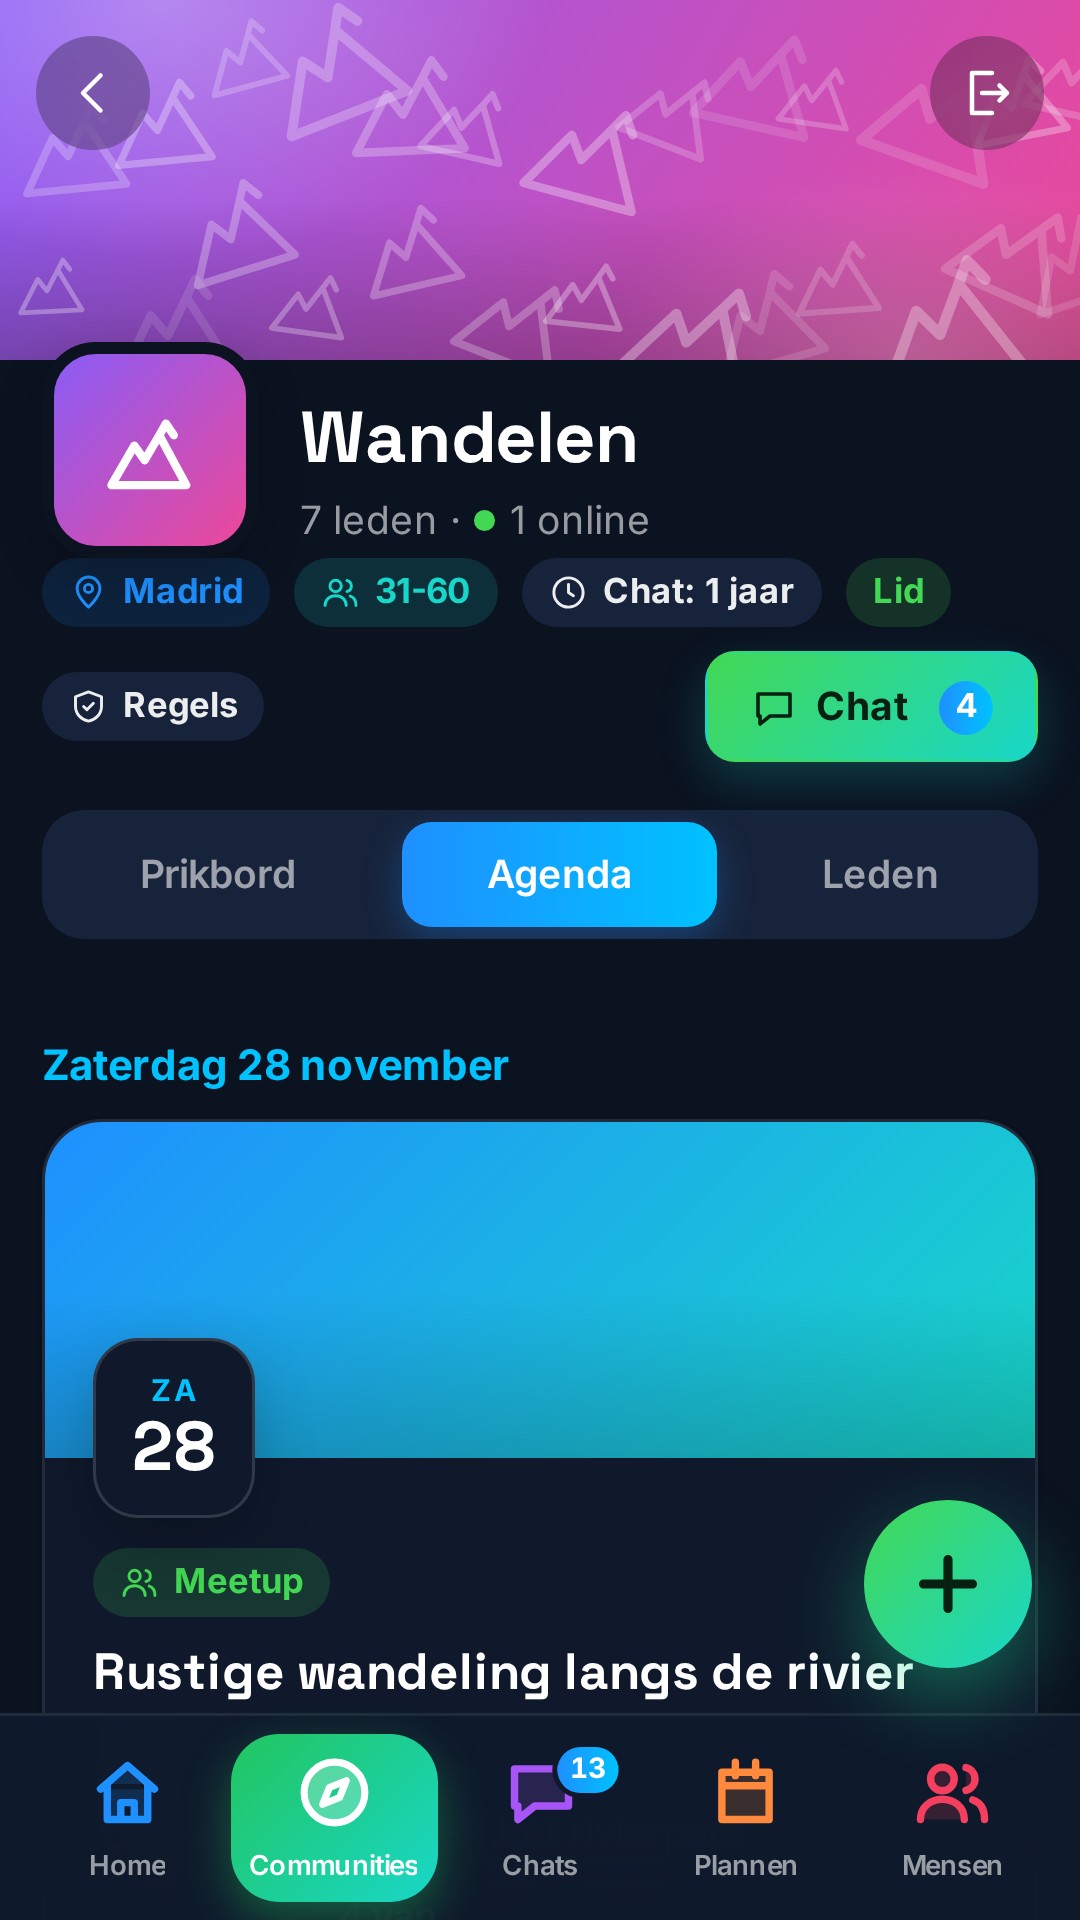 Wandelen
7 leden · 1 online
Madrid
31-60
Chat: 1 jaar
Lid
Regels
Chat 4
Prikbord
Agenda
Leden
Zaterdag 28 november
ZA
28
Meetup
Rustige wandeling langs de rivier
13
Home
Communities
Chats
Plannen
Mensen